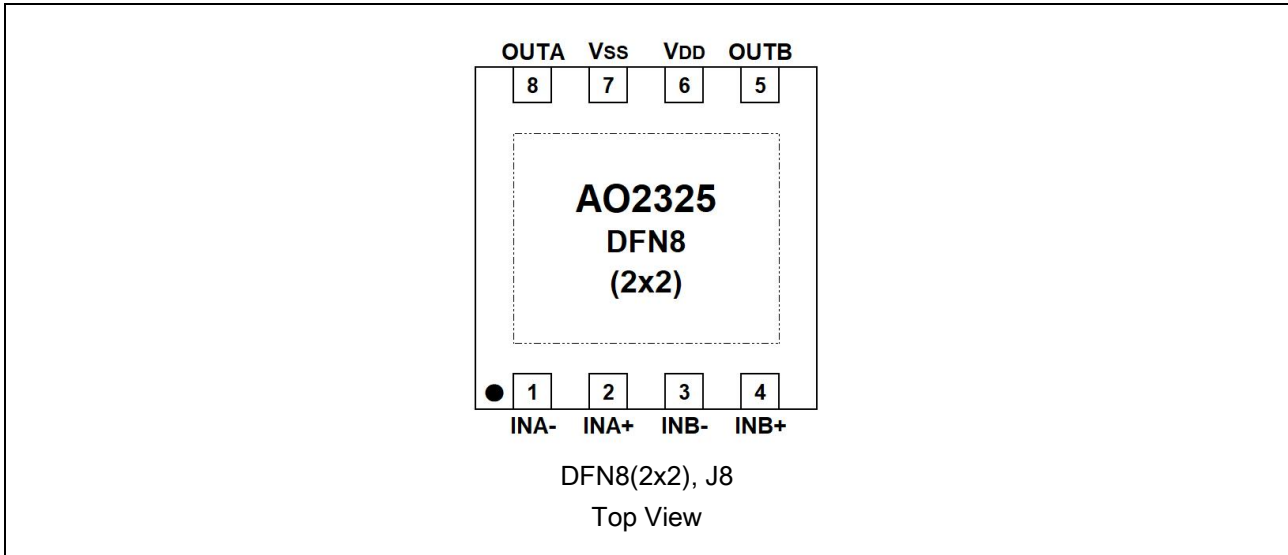 OUTA VSS VDD OUTB
8 7 6 5
AO2325
DFN8
(2x2)
1 2 3 4
INA- INA+ INB- INB+
DFN8(2x2), J8
Top View